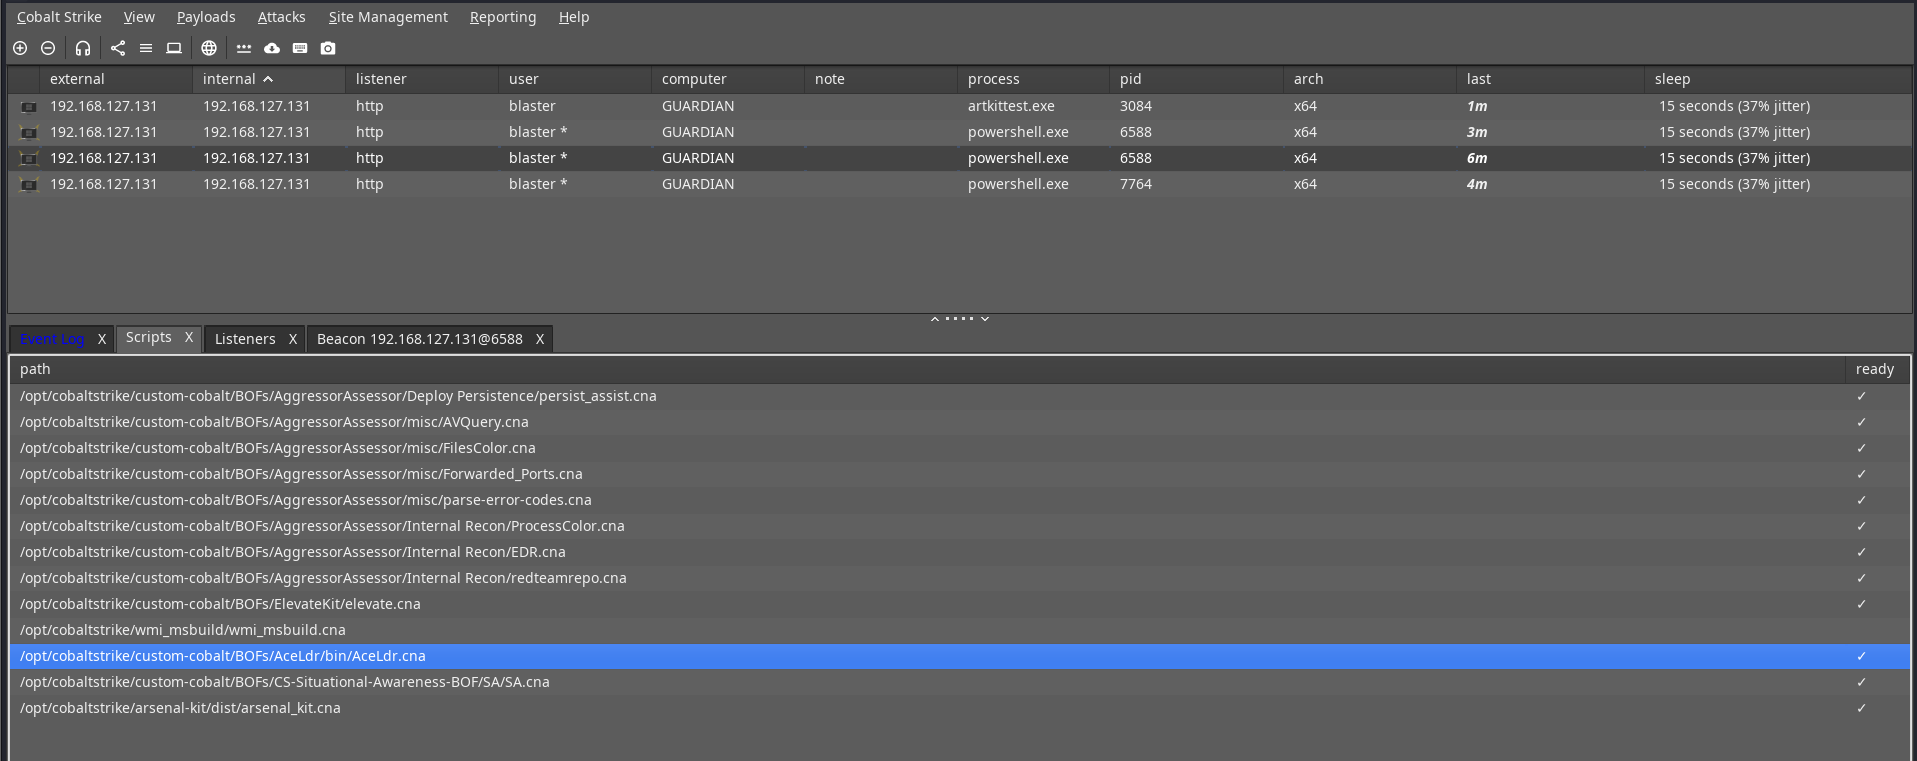 Cobalt Strike View Payloads Attacks Site Management Reporting Help
external internal listener user computer note process pid arch last sleep
192.168.127.131 192.168.127.131 http blaster GUARDIAN artkittest.exe 3084 x64 1m 15 seconds (37% jitter)
192.168.127.131 192.168.127.131 http blaster * GUARDIAN powershell.exe 6588 x64 3m 15 seconds (37% jitter)
192.168.127.131 192.168.127.131 http blaster * GUARDIAN powershell.exe 6588 x64 6m 15 seconds (37% jitter)
192.168.127.131 192.168.127.131 http blaster * GUARDIAN powershell.exe 7764 x64 4m 15 seconds (37% jitter)
Event Log X Scripts X Listeners X Beacon 192.168.127.131@6588 X
path ready
/opt/cobaltstrike/custom-cobalt/BOFs/AggressorAssessor/Deploy Persistence/persist_assist.cna ✓
/opt/cobaltstrike/custom-cobalt/BOFs/AggressorAssessor/misc/AVQuery.cna ✓
/opt/cobaltstrike/custom-cobalt/BOFs/AggressorAssessor/misc/FilesColor.cna ✓
/opt/cobaltstrike/custom-cobalt/BOFs/AggressorAssessor/misc/Forwarded_Ports.cna ✓
/opt/cobaltstrike/custom-cobalt/BOFs/AggressorAssessor/misc/parse-error-codes.cna ✓
/opt/cobaltstrike/custom-cobalt/BOFs/AggressorAssessor/Internal Recon/ProcessColor.cna ✓
/opt/cobaltstrike/custom-cobalt/BOFs/AggressorAssessor/Internal Recon/EDR.cna ✓
/opt/cobaltstrike/custom-cobalt/BOFs/AggressorAssessor/Internal Recon/redteamrepo.cna ✓
/opt/cobaltstrike/custom-cobalt/BOFs/ElevateKit/elevate.cna ✓
/opt/cobaltstrike/wmi_msbuild/wmi_msbuild.cna
/opt/cobaltstrike/custom-cobalt/BOFs/AceLdr/bin/AceLdr.cna ✓
/opt/cobaltstrike/custom-cobalt/BOFs/CS-Situational-Awareness-BOF/SA/SA.cna ✓
/opt/cobaltstrike/arsenal-kit/dist/arsenal_kit.cna ✓